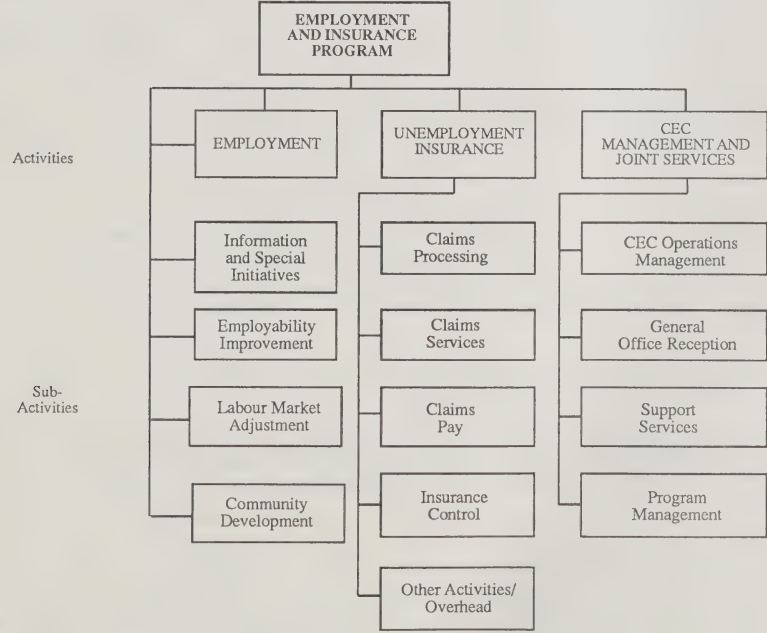 EMPLOYMENT
AND INSURANCE
PROGRAM
Activities
EMPLOYMENT
UNEMPLOYMENT
INSURANCE
CEC
MANAGEMENT AND
JOINT SERVICES
Sub-
Activities
Information
and Special
Initiatives
Employability
Improvement
Labour Market
Adjustment
Community
Development
Claims
Processing
Claims
Services
Claims
Pay
Insurance
Control
Other Activities/
Overhead
CEC Operations
Management
General
Office Reception
Support
Services
Program
Management